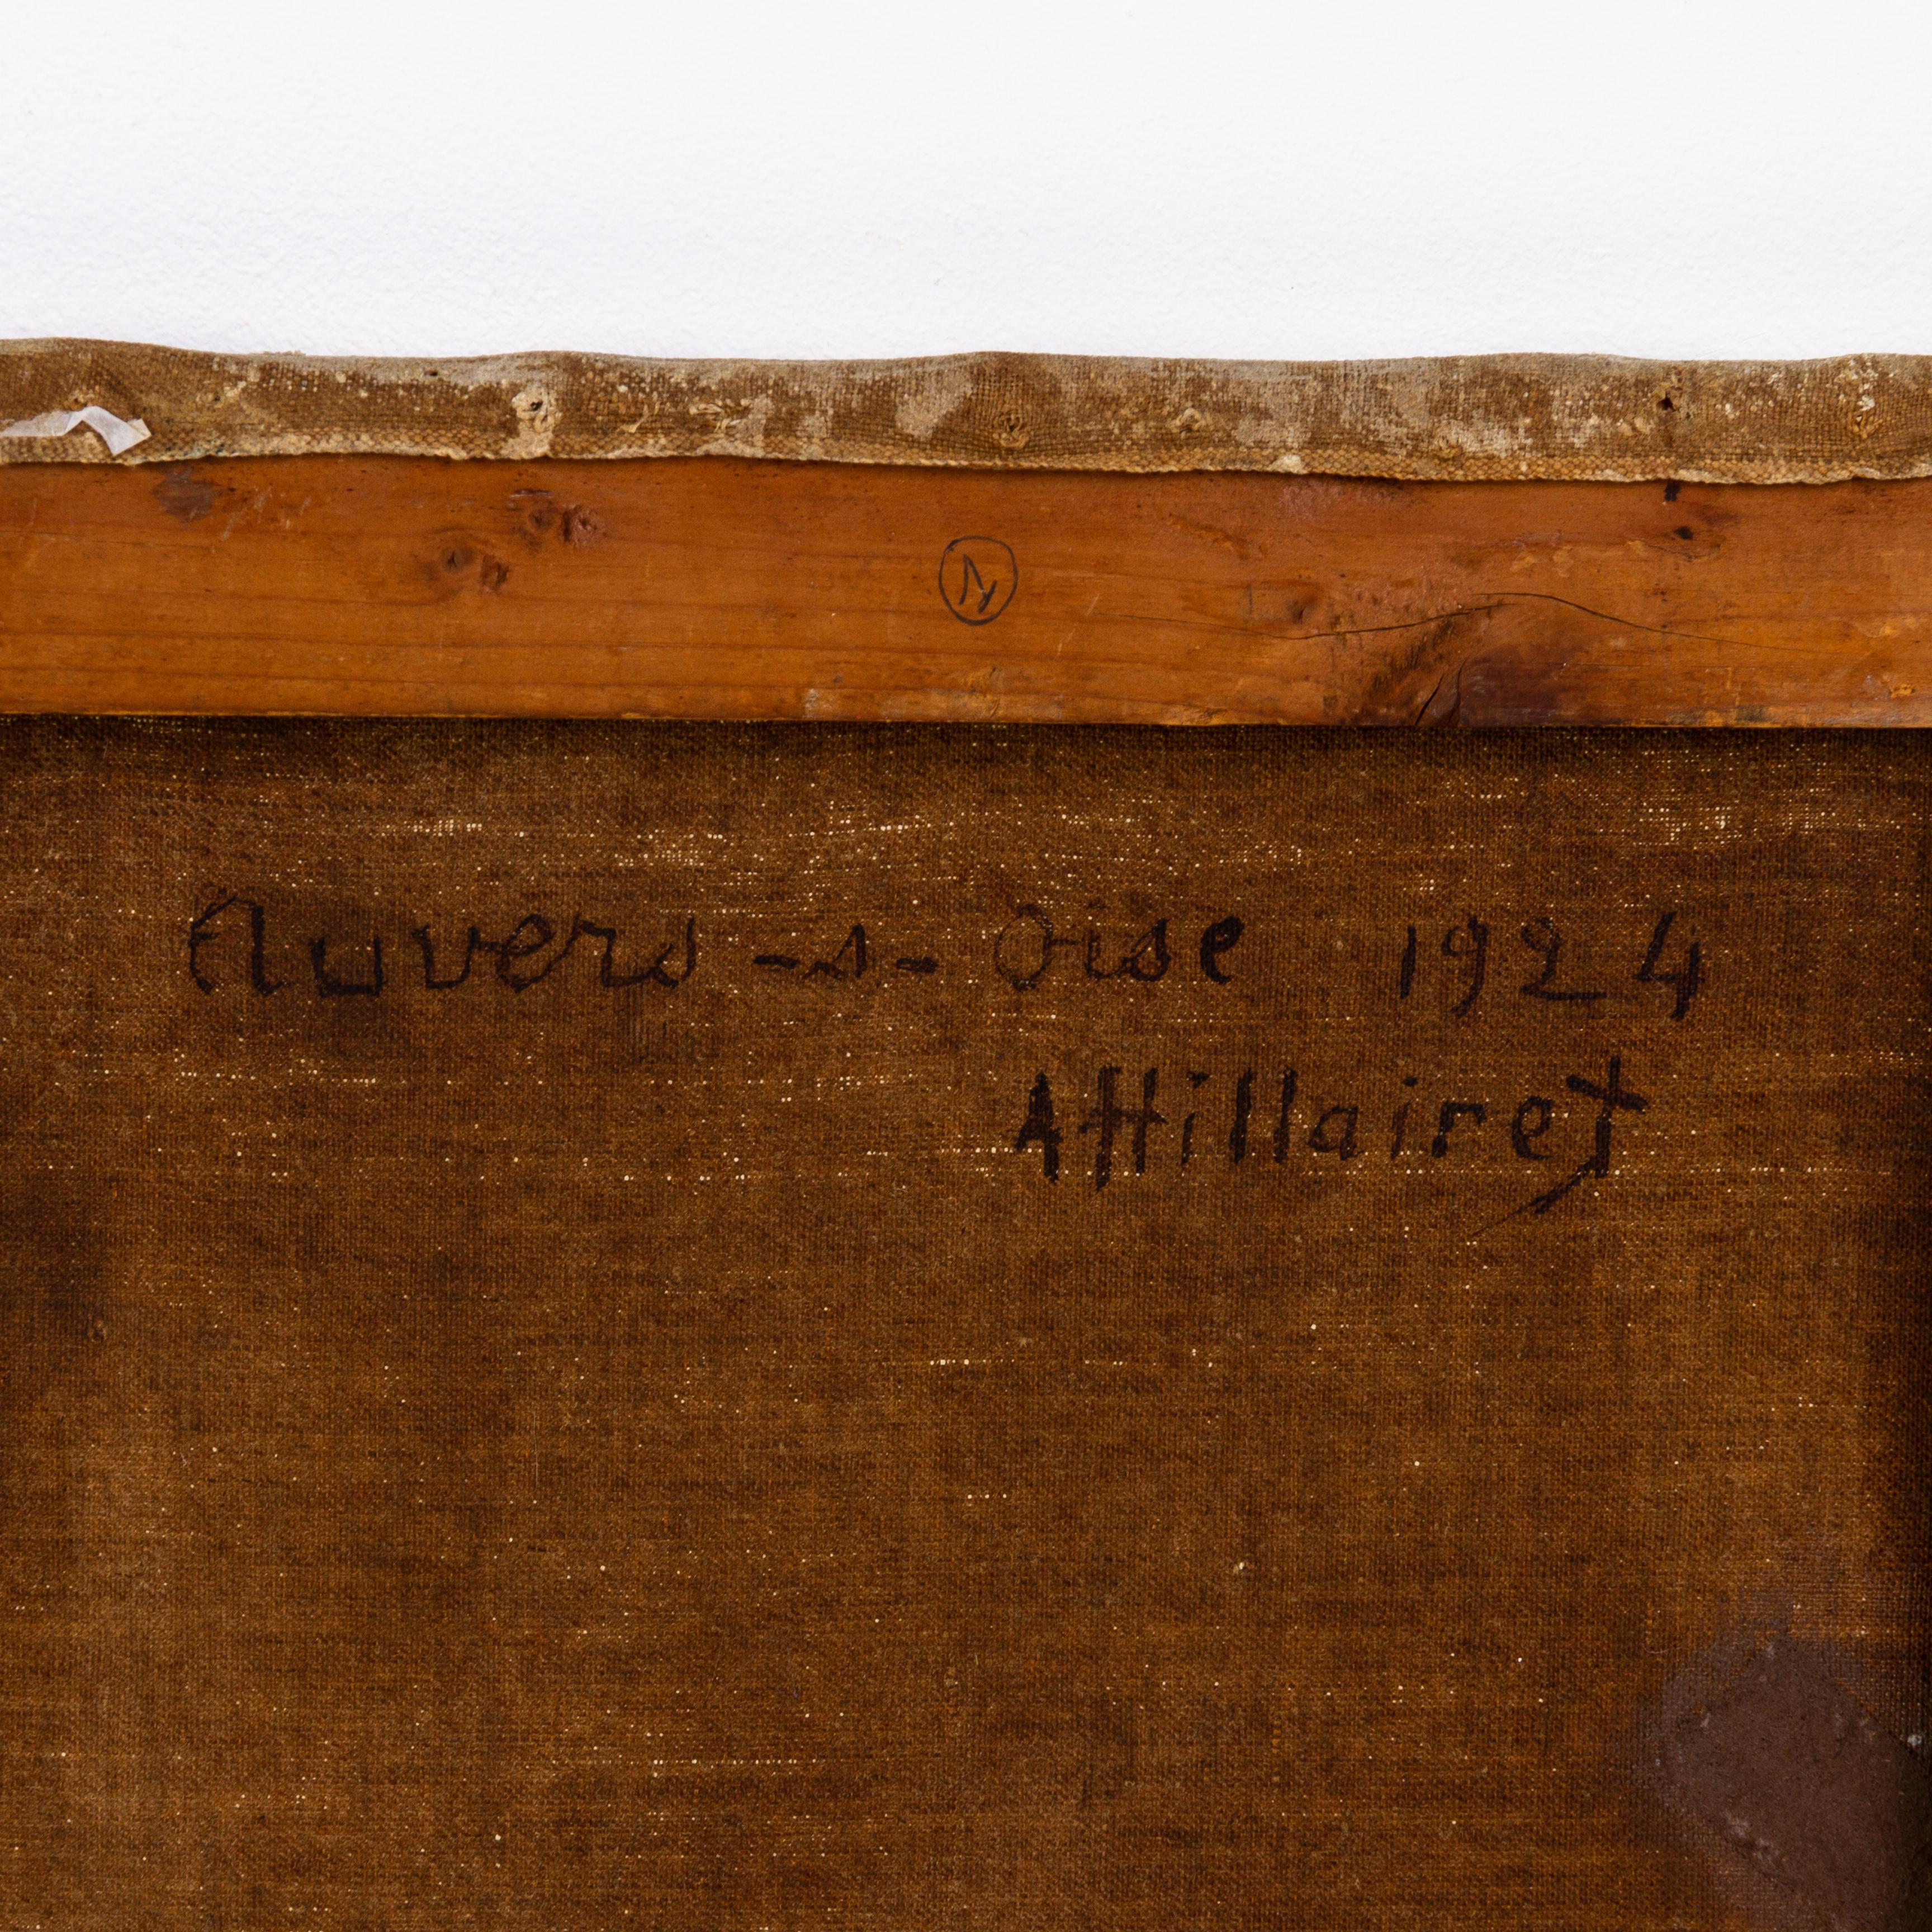 Auvers -s- Oise 1924
AHillairet